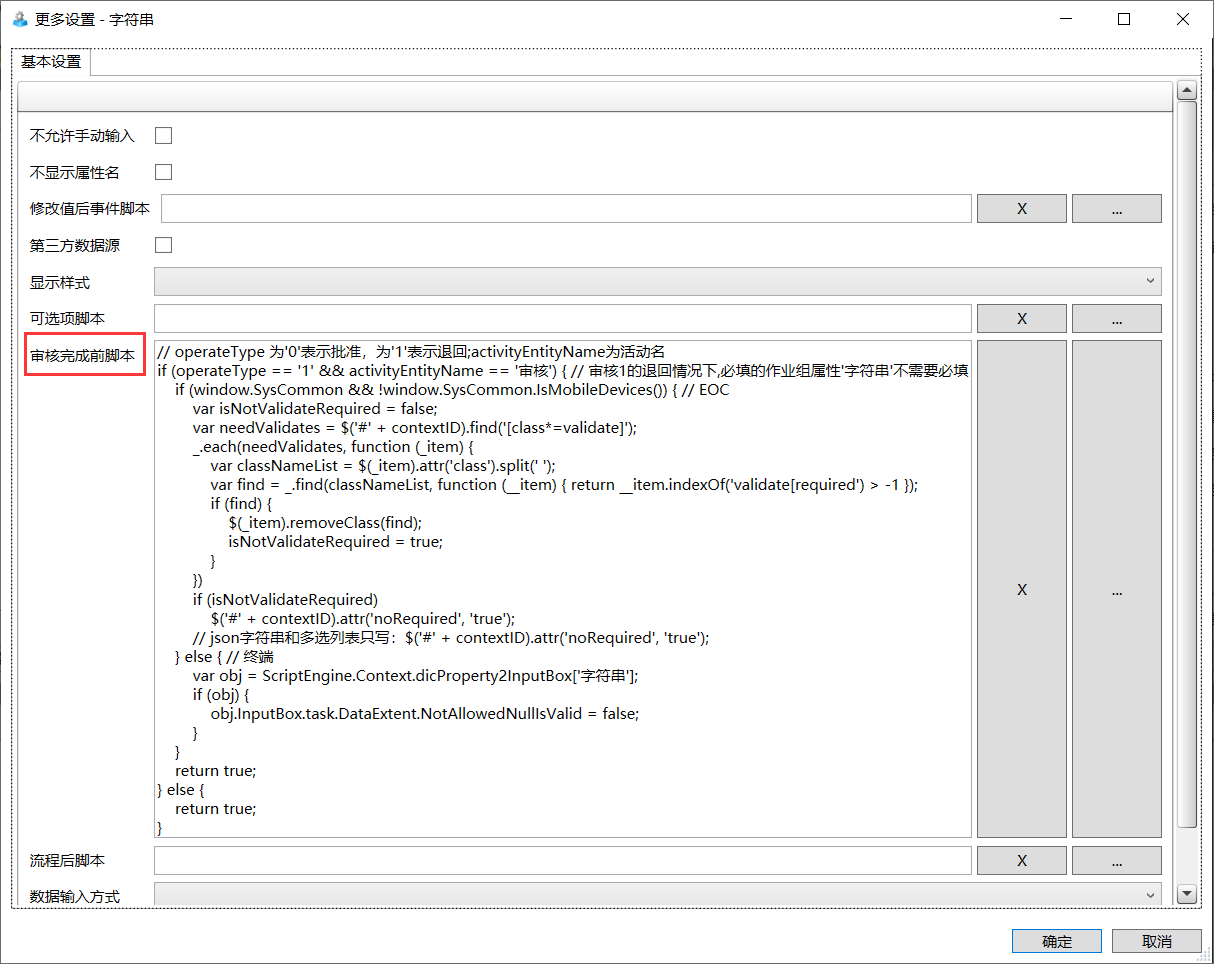 更多设置 - 字符串
基本设置
不允许手动输入
不显示属性名
修改值后事件脚本
X
...
第三方数据源
显示样式
可选项脚本
X
...
审核完成前脚本
// operateType 为'0'表示批准，为'1'表示退回;activityEntityName为活动名
if (operateType == '1' && activityEntityName == '审核') { // 审核1的退回情况下,必填的作业组属性'字符串'不需要必填
    if (window.SysCommon && !window.SysCommon.IsMobileDevices()) { // EOC
        var isNotValidateRequired = false;
        var needValidates = $('#' + contextID).find('[class*=validate]');
        _.each(needValidates, function (_item) {
            var classNameList = $(_item).attr('class').split(' ');
            var find = _.find(classNameList, function (__item) { return __item.indexOf('validate[required') > -1 });
            if (find) {
                $(_item).removeClass(find);
                isNotValidateRequired = true;
            }
        })
        if (isNotValidateRequired)
            $('#' + contextID).attr('noRequired', 'true');
        // json字符串和多选列表只写：$('#' + contextID).attr('noRequired', 'true');
    } else { // 终端
        var obj = ScriptEngine.Context.dicProperty2InputBox['字符串'];
        if (obj) {
            obj.InputBox.task.DataExtent.NotAllowedNullIsValid = false;
        }
    }
    return true;
} else {
    return true;
}
X
...
流程后脚本
X
...
数据输入方式
确定
取消